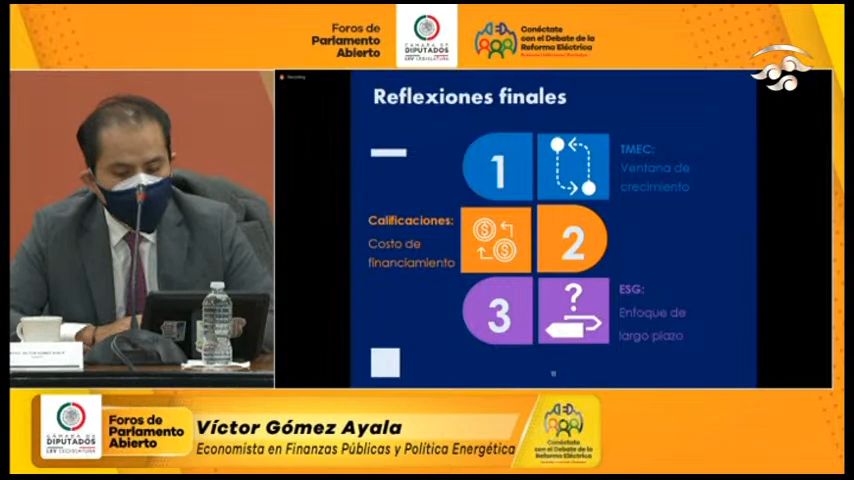 Foros de
Parlamento
Abierto
CÁMARA DE
DIPUTADOS
LXV LEGISLATURA
Conéctate
con el Debate de la
Reforma Eléctrica
Recording
Reflexiones finales
1
TMEC:
Ventana de
crecimiento
Calificaciones:
Costo de
financiamiento
2
3
ESG:
Enfoque de
largo plazo
CÁMARA DE
DIPUTADOS
LXV LEGISLATURA
Foros de
Parlamento
Abierto
Víctor Gómez Ayala
Economista en Finanzas Públicas y Política Energética
Conéctate
con el Debate de la
Reforma Eléctrica